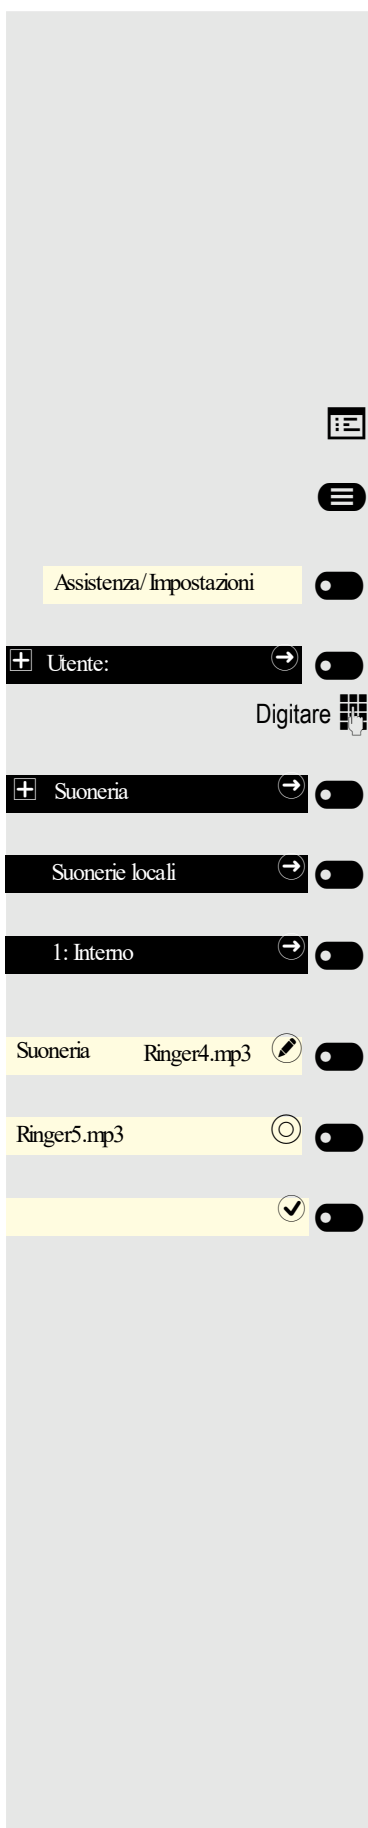 Assistenza/Impostazioni
Utente:
Digitare
Suoneria
Suonerie locali
1: Interno
Suoneria Ringer4.mp3
Ringer5.mp3